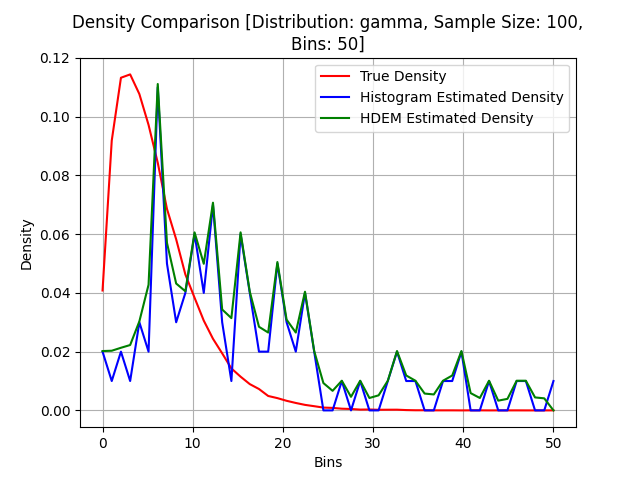 Density Comparison [Distribution: gamma, Sample Size: 100,
Bins: 50]
True Density
Histogram Estimated Density
HDEM Estimated Density
Density
0.12
0.10
0.08
0.06
0.04
0.02
0.00
0
10
20
30
40
50
Bins